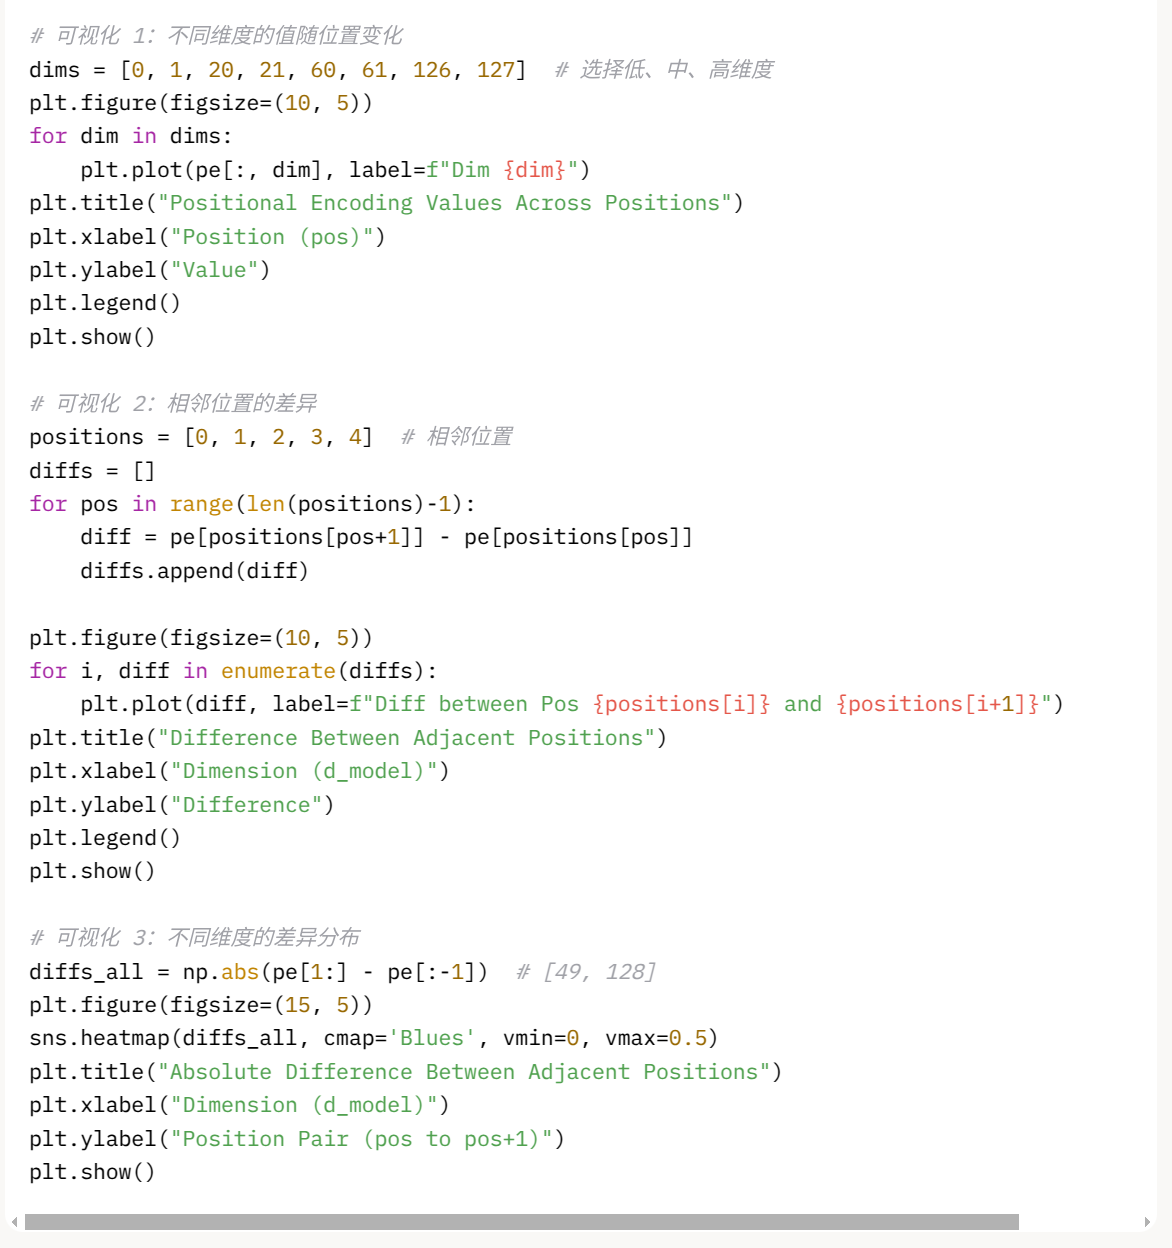 # 可视化 1：不同维度的值随位置变化
dims = [0, 1, 20, 21, 60, 61, 126, 127]  # 选择低、中、高维度
plt.figure(figsize=(10, 5))
for dim in dims:
    plt.plot(pe[:, dim], label=f"Dim {dim}")
plt.title("Positional Encoding Values Across Positions")
plt.xlabel("Position (pos)")
plt.ylabel("Value")
plt.legend()
plt.show()

# 可视化 2：相邻位置的差异
positions = [0, 1, 2, 3, 4]  # 相邻位置
diffs = []
for pos in range(len(positions)-1):
    diff = pe[positions[pos+1]] - pe[positions[pos]]
    diffs.append(diff)

plt.figure(figsize=(10, 5))
for i, diff in enumerate(diffs):
    plt.plot(diff, label=f"Diff between Pos {positions[i]} and {positions[i+1]}")
plt.title("Difference Between Adjacent Positions")
plt.xlabel("Dimension (d_model)")
plt.ylabel("Difference")
plt.legend()
plt.show()

# 可视化 3：不同维度的差异分布
diffs_all = np.abs(pe[1:] - pe[:-1])  # [49, 128]
plt.figure(figsize=(15, 5))
sns.heatmap(diffs_all, cmap='Blues', vmin=0, vmax=0.5)
plt.title("Absolute Difference Between Adjacent Positions")
plt.xlabel("Dimension (d_model)")
plt.ylabel("Position Pair (pos to pos+1)")
plt.show()